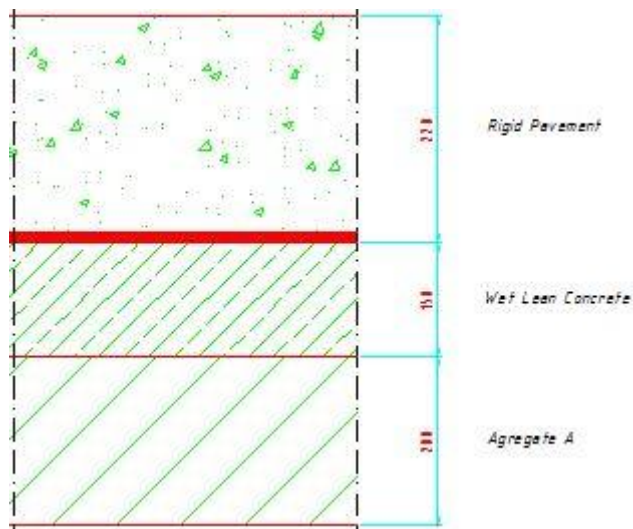 220
Rigid Pavement
150
Wet Lean Concrete
200
Agregate A